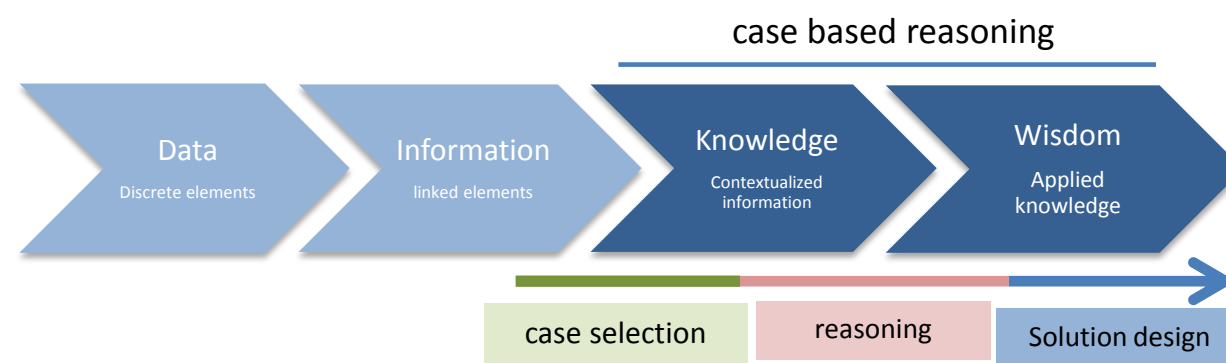 case based reasoning
Data
Discrete elements
Information
linked elements
Knowledge
Contextualized
information
Wisdom
Applied
knowledge
case selection
reasoning
Solution design